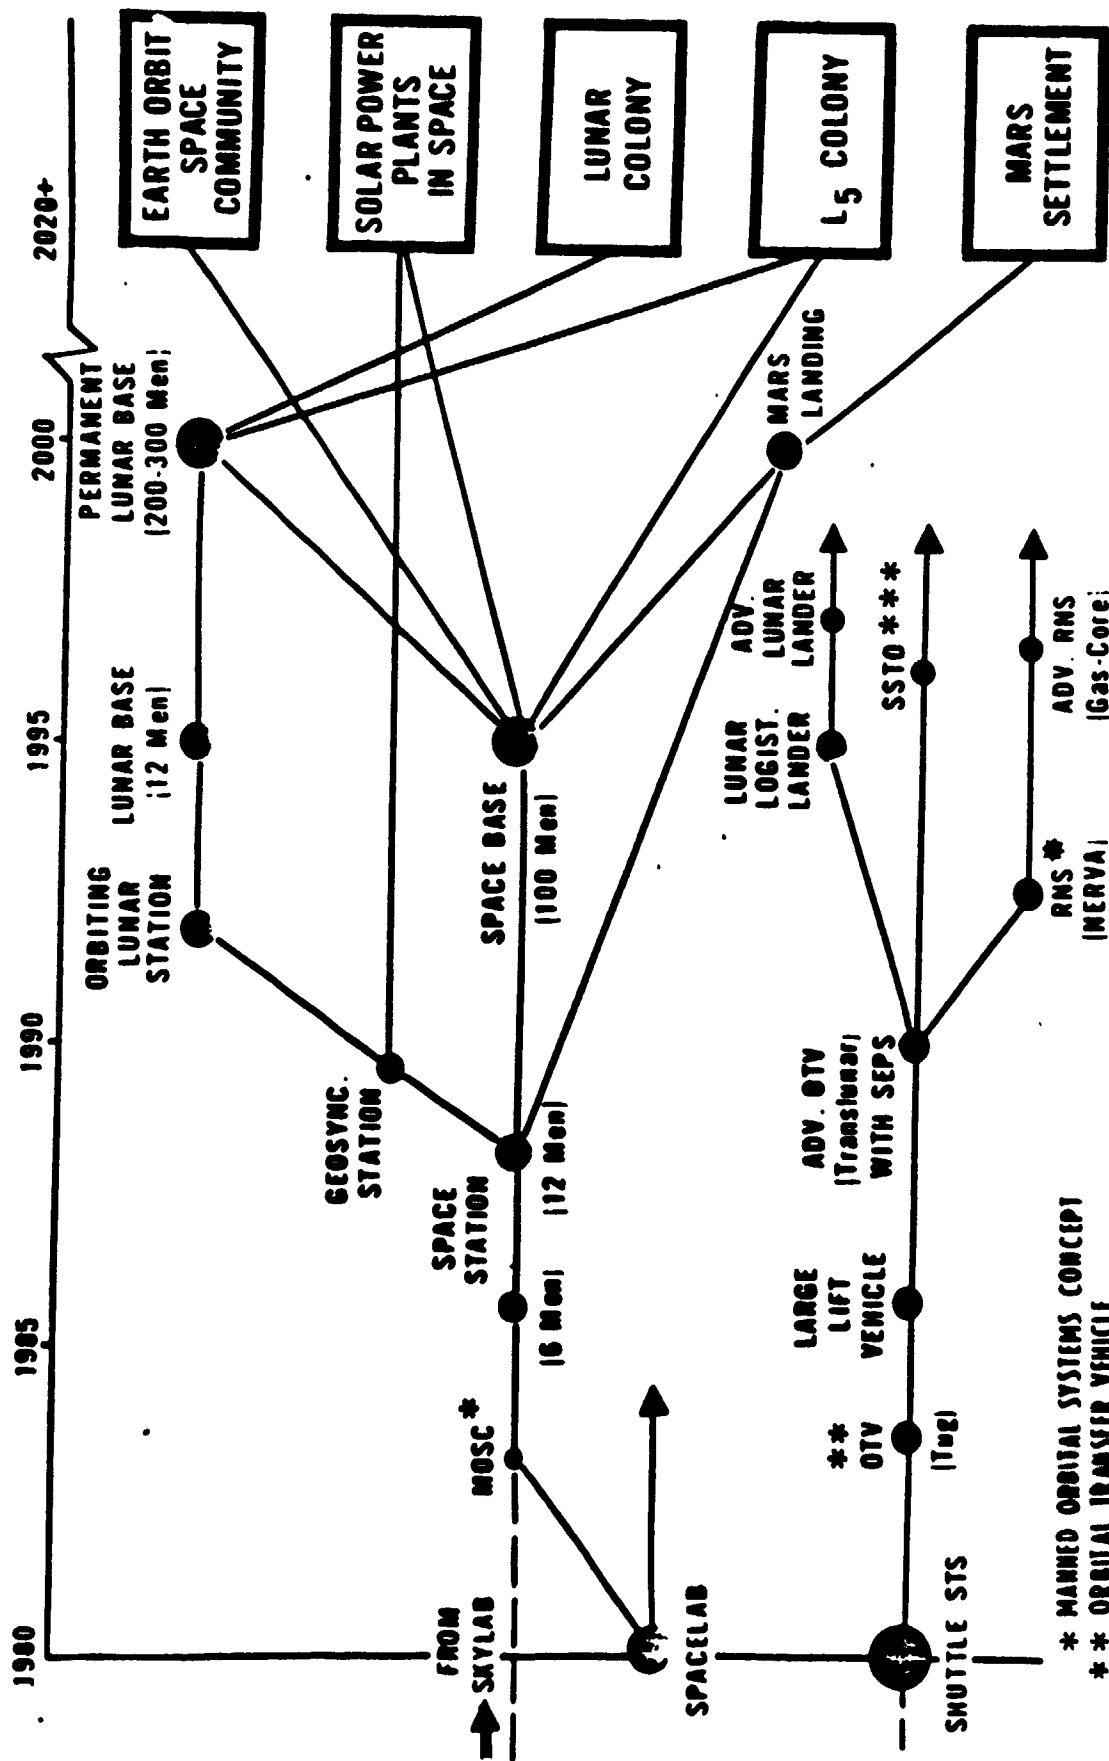 1980
1985
1990
1995
2000
2020+
ORBITING
LUNAR
STATION
LUNAR BASE
[12 Men]
PERMANENT
LUNAR BASE
[200-300 Men]
EARTH ORBIT
SPACE
COMMUNITY
GEOSYNC.
STATION
SOLAR POWER
PLANTS
IN SPACE
FROM
SKYLAB
MOSC*
[6 Men]
SPACE
STATION
[12 Men]
SPACE BASE
[100 Men]
LUNAR
COLONY
SPACELAB
MARS
LANDING
L5 COLONY
LUNAR
LOGIST.
LANDER
ADV.
LUNAR
LANDER
SHUTTLE STS
**
OTV
[Tug]
LARGE
LIFT
VEHICLE
ADV. OTV
[Translunar]
WITH SEPS
SSTO***
RNS*
[NERVA]
ADV. RNS
[Gas-Core]
MARS
SETTLEMENT
* MANNED ORBITAL SYSTEMS CONCEPT
** ORBITAL TRANSFER VEHICLE